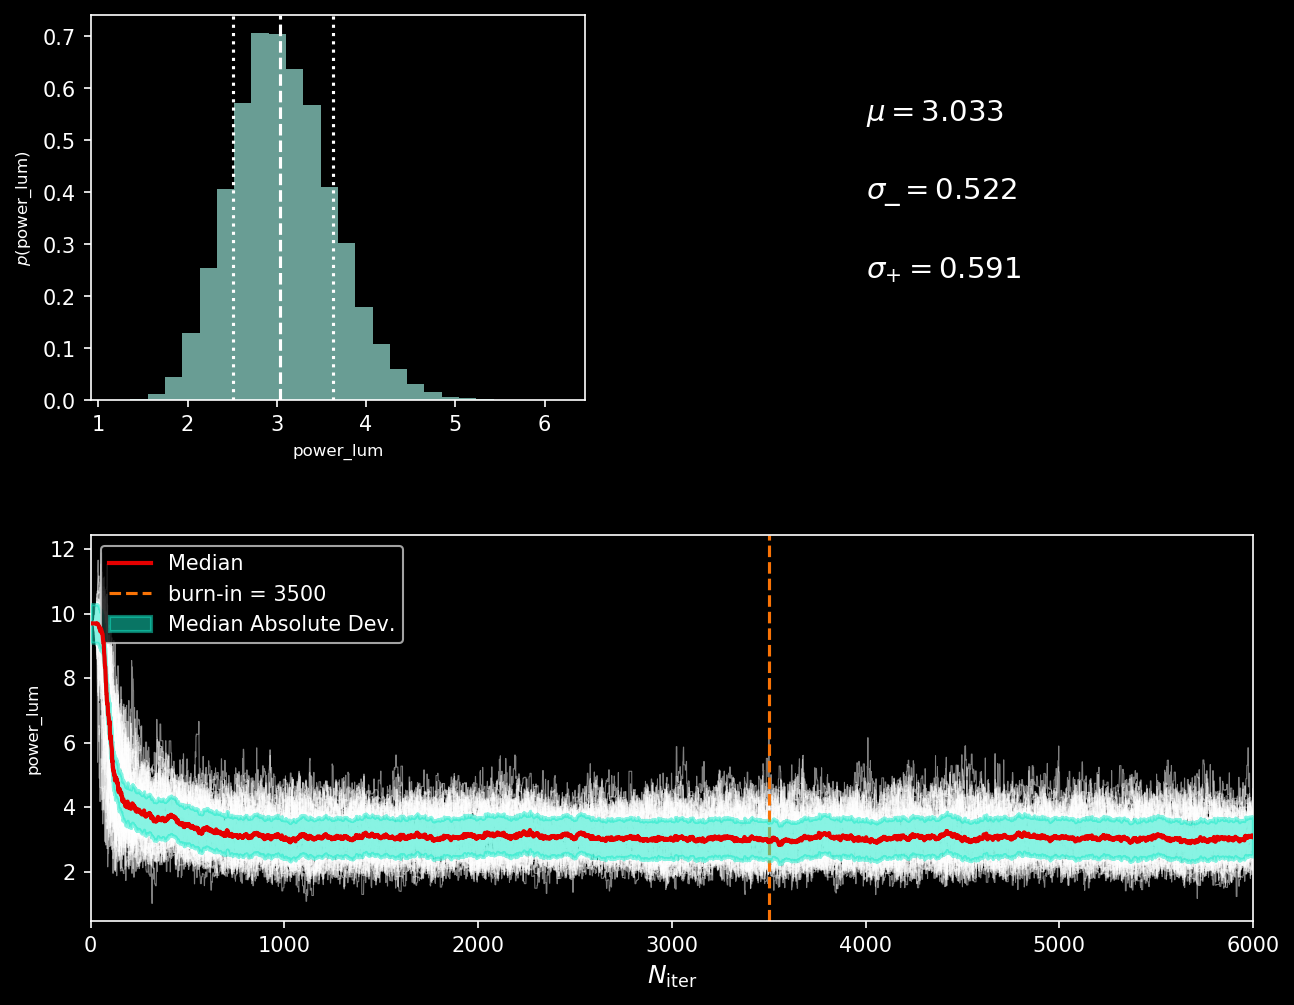 0.7
0.6
0.5
0.4
0.3
0.2
0.1
0.0
p(power_lum)
1 2 3 4 5 6
power_lum
μ = 3.033
σ_ = 0.522
σ+ = 0.591
12
10
8
6
4
2
power_lum
Median
burn-in = 3500
Median Absolute Dev.
0 1000 2000 3000 4000 5000 6000
Niter